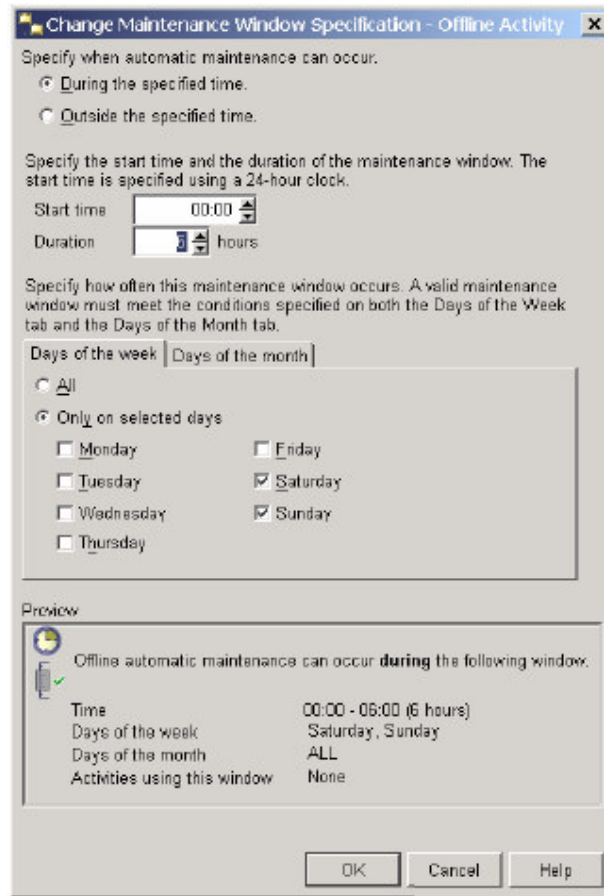 Change Maintenance Window Specification - Offline Activity
Specify when automatic maintenance can occur.
During the specified time.
Outside the specified time.
Specify the start time and the duration of the maintenance window. The
start time is specified using a 24-hour clock.
Start time 00:00
Duration 6 hours
Specify how often this maintenance window occurs. A valid maintenance
window must meet the conditions specified on both the Days of the Week
tab and the Days of the Month tab.
Days of the week Days of the month
All
Only on selected days
Monday Friday
Tuesday Saturday
Wednesday Sunday
Thursday
Preview
Offline automatic maintenance can occur during the following window.
Time 00:00 - 06:00 (6 hours)
Days of the week Saturday, Sunday
Days of the month ALL
Activities using this window None
OK Cancel Help